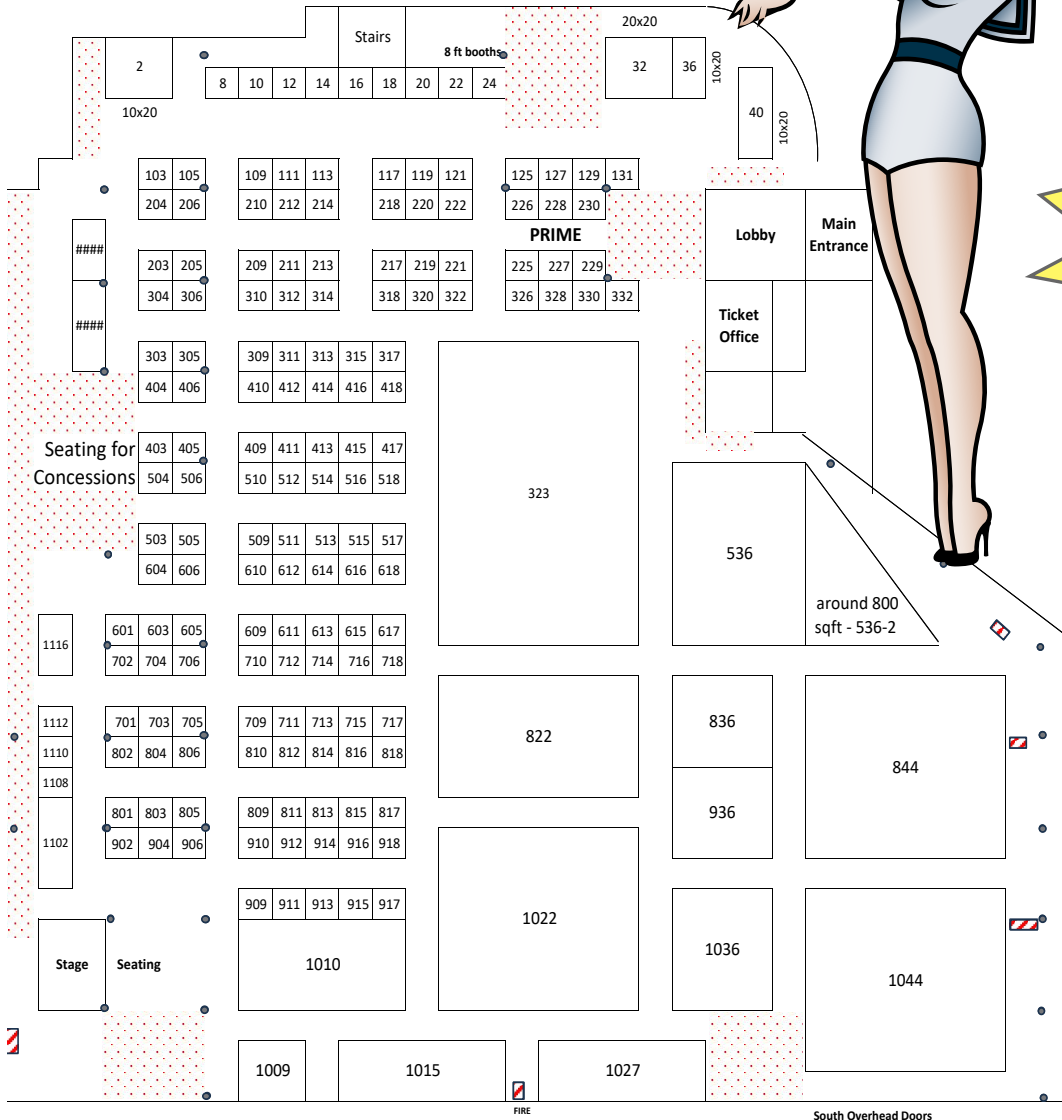 20x20
Stairs
8 ft booths
2
32
36
10x20
8 10 12 14 16 18 20 22 24
40
10x20
10x20
103 105 109 111 113 117 119 121 125 127 129 131
204 206 210 212 214 218 220 222 226 228 230
PRIME
Lobby
Main
Entrance
####
203 205 209 211 213 217 219 221 225 227 229
304 306 310 312 314 318 320 322 326 328 330 332
####
Ticket
Office
303 305 309 311 313 315 317
404 406 410 412 414 416 418
Seating for
Concessions
403 405 409 411 413 415 417
504 506 510 512 514 516 518
323
503 505 509 511 513 515 517
604 606 610 612 614 616 618
536
around 800
sqft - 536-2
1116
601 603 605 609 611 613 615 617
702 704 706 710 712 714 716 718
1112
701 703 705 709 711 713 715 717
1110
802 804 806 810 812 814 816 818
1108
822
836
844
801 803 805 809 811 813 815 817
1102
902 904 906 910 912 914 916 918
936
909 911 913 915 917
1022
1036
Stage
Seating
1010
1044
1009
1015
1027
FIRE
South Overhead Doors